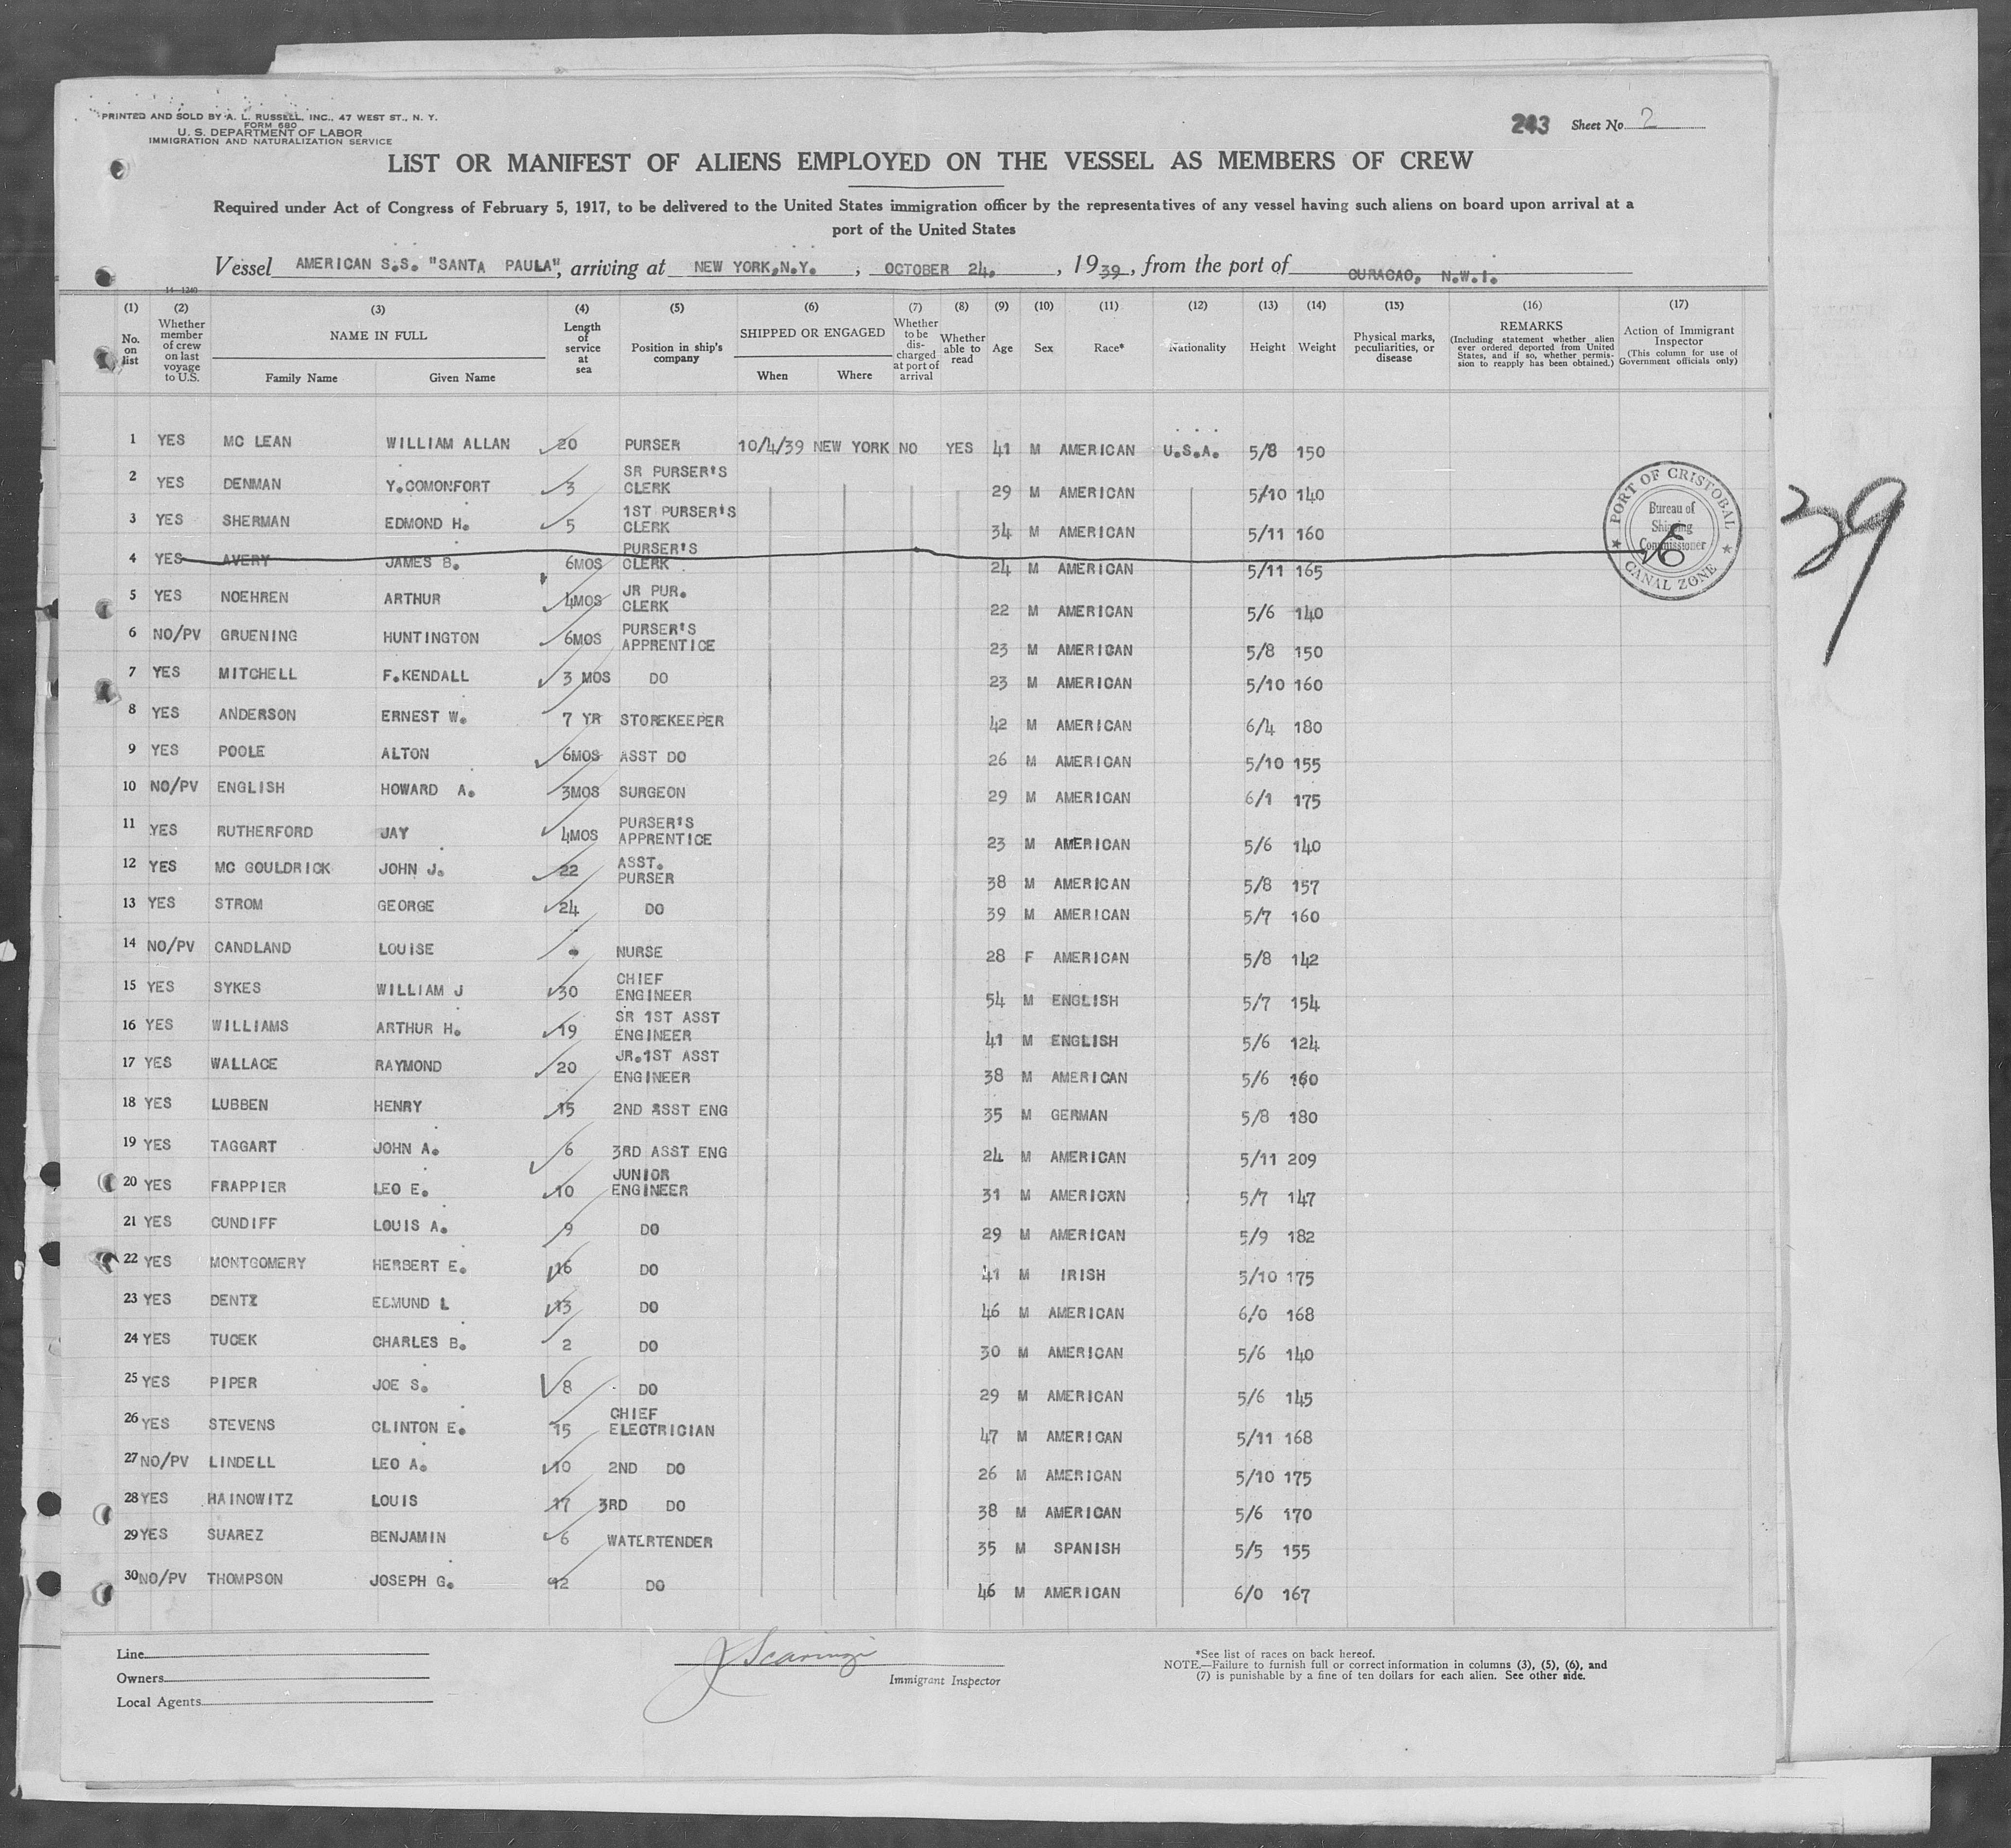 PRINTED AND SOLD BY A. L. RUSSELL, INC., 47 WEST ST., N. Y.
FORM 680
U. S. DEPARTMENT OF LABOR
IMMIGRATION AND NATURALIZATION SERVICE
243 Sheet No. 2
LIST OR MANIFEST OF ALIENS EMPLOYED ON THE VESSEL AS MEMBERS OF CREW
Required under Act of Congress of February 5, 1917, to be delivered to the United States immigration officer by the representatives of any vessel having such aliens on board upon arrival at a
port of the United States
Vessel AMERICAN S.S. "SANTA PAULA", arriving at NEW YORK,N.Y. , OCTOBER 24. , 1939, from the port of CURACAO, N.W.I.
14-1240
(1) (2) (3) (4) (5) (6) (7) (8) (9) (10) (11) (12) (13) (14) (15) (16) (17)
No. on list
Whether member of crew on last voyage to U.S.
NAME IN FULL
Family Name Given Name
Length of service at sea
Position in ship's company
SHIPPED OR ENGAGED
When Where
Whether to be discharged at port of arrival
Whether able to read
Age Sex Race* Nationality Height Weight
Physical marks, peculiarities, or disease
REMARKS
(Including statement whether alien ever ordered deported from United States, and if so, whether permission to reapply has been obtained.)
Action of Immigrant Inspector
(This column for use of Government officials only)
1 YES MC LEAN WILLIAM ALLAN 20 PURSER 10/4/39 NEW YORK NO YES 41 M AMERICAN U.S.A. 5/8 150
2 YES DENMAN Y.COMONFORT 3 SR PURSER'S CLERK 29 M AMERICAN 5/10 140
3 YES SHERMAN EDMOND H. 5 1ST PURSER'S CLERK 34 M AMERICAN 5/11 160
4 YES AVERY JAMES B. 6MOS PURSER'S CLERK 24 M AMERICAN 5/11 165
5 YES NOEHREN ARTHUR 4MOS JR PUR. CLERK 22 M AMERICAN 5/6 140
6 NO/PV GRUENING HUNTINGTON 6MOS PURSER'S APPRENTICE 23 M AMERICAN 5/8 150
7 YES MITCHELL F.KENDALL 3 MOS DO 23 M AMERICAN 5/10 160
8 YES ANDERSON ERNEST W. 7 YR STOREKEEPER 42 M AMERICAN 6/4 180
9 YES POOLE ALTON 6MOS ASST DO 26 M AMERICAN 5/10 155
10 NO/PV ENGLISH HOWARD A. 3MOS SURGEON 29 M AMERICAN 6/1 175
11 YES RUTHERFORD JAY 4MOS PURSER'S APPRENTICE 23 M AMERICAN 5/6 140
12 YES MC GOULDRICK JOHN J. 22 ASST. PURSER 38 M AMERICAN 5/8 157
13 YES STROM GEORGE 24 DO 39 M AMERICAN 5/7 160
14 NO/PV CANDLAND LOUISE NURSE 28 F AMERICAN 5/8 142
15 YES SYKES WILLIAM J 30 CHIEF ENGINEER 54 M ENGLISH 5/7 154
16 YES WILLIAMS ARTHUR H. 19 SR 1ST ASST ENGINEER 41 M ENGLISH 5/6 124
17 YES WALLACE RAYMOND 20 JR.1ST ASST ENGINEER 38 M AMERICAN 5/6 160
18 YES LUBBEN HENRY 15 2ND ASST ENG 35 M GERMAN 5/8 180
19 YES TAGGART JOHN A. 6 3RD ASST ENG 24 M AMERICAN 5/11 209
20 YES FRAPPIER LEO E. 10 JUNIOR ENGINEER 31 M AMERICAN 5/7 147
21 YES CUNDIFF LOUIS A. 9 DO 29 M AMERICAN 5/9 182
22 YES MONTGOMERY HERBERT E. 16 DO 41 M IRISH 5/10 175
23 YES DENTZ EDMUND L 13 DO 46 M AMERICAN 6/0 168
24 YES TUCEK CHARLES B. 2 DO 30 M AMERICAN 5/6 140
25 YES PIPER JOE S. 8 DO 29 M AMERICAN 5/6 145
26 YES STEVENS CLINTON E. 15 CHIEF ELECTRICIAN 47 M AMERICAN 5/11 168
27 NO/PV LINDELL LEO A. 10 2ND DO 26 M AMERICAN 5/10 175
28 YES HAINOWITZ LOUIS 17 3RD DO 38 M AMERICAN 5/6 170
29 YES SUAREZ BENJAMIN 6 WATERTENDER 35 M SPANISH 5/5 155
30 NO/PV THOMPSON JOSEPH G. 12 DO 46 M AMERICAN 6/0 167
PORT OF CRISTOBAL
Bureau of
Shipping
Commissioner
CANAL ZONE
39
Line
Owners
Local Agents
J Scaringi
Immigrant Inspector
*See list of races on back hereof.
NOTE.—Failure to furnish full or correct information in columns (3), (5), (6), and
(7) is punishable by a fine of ten dollars for each alien. See other side.